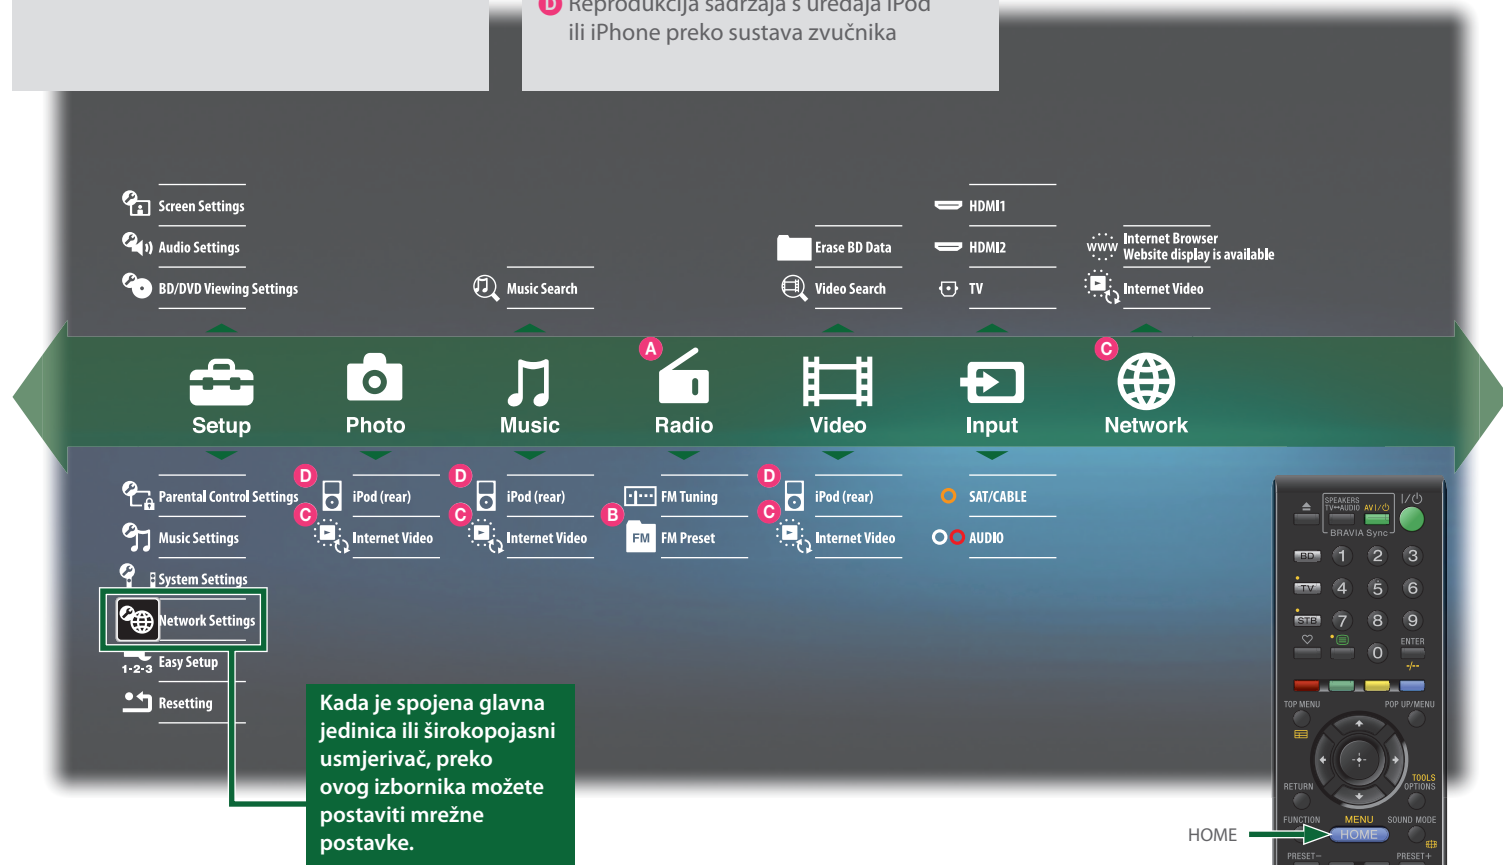 D Reprodukcija sadržaja s uređaja iPod
ili iPhone preko sustava zvučnika
Screen Settings
Audio Settings
BD/DVD Viewing Settings
Music Search
Erase BD Data
Video Search
HDMI1
HDMI2
TV
www Internet Browser
Website display is available
Internet Video
A
C
Setup
Photo
Music
Radio
Video
Input
Network
Parental Control Settings
Music Settings
System Settings
Network Settings
1-2-3 Easy Setup
Resetting
D iPod (rear)
C Internet Video
D iPod (rear)
C Internet Video
FM Tuning
B FM FM Preset
D iPod (rear)
C Internet Video
SAT/CABLE
AUDIO
Kada je spojena glavna
jedinica ili širokopojasni
usmjerivač, preko
ovog izbornika možete
postaviti mrežne
postavke.
HOME
SPEAKERS
TV↔AUDIO AV I/⏻ I/⏻
BRAVIA Sync
BD 1 2 3
TV 4 5 6
STB 7 8 9
0 ENTER
-/--
TOP MENU POP UP/MENU
TOOLS
RETURN OPTIONS
FUNCTION MENU SOUND MODE
HOME
PRESET− PRESET+